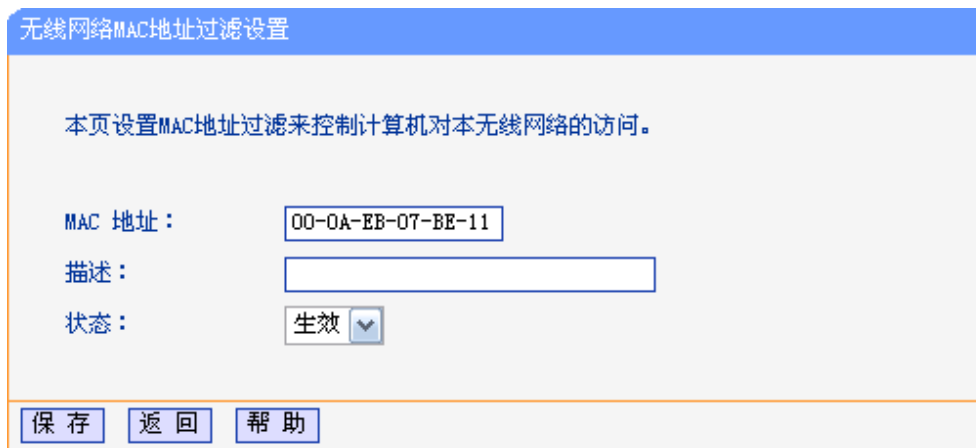 无线网络MAC地址过滤设置
本页设置MAC地址过滤来控制计算机对本无线网络的访问。
MAC 地址： 00-0A-EB-07-BE-11
描述：
状态： 生效
保 存 返 回 帮 助